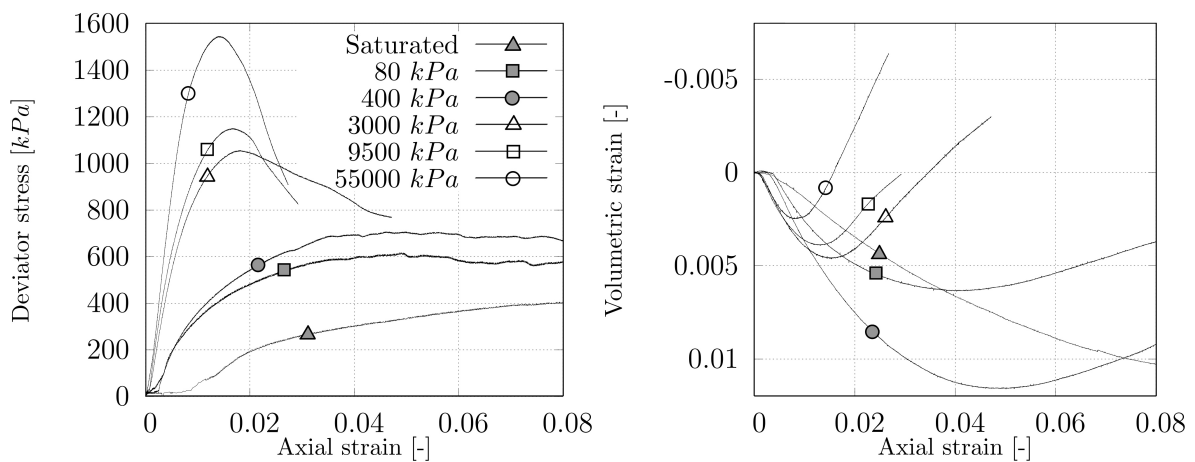 1600
1400
1200
1000
800
600
400
200
0
Deviator stress [kPa]
Saturated
80 kPa
400 kPa
3000 kPa
9500 kPa
55000 kPa
0 0.02 0.04 0.06 0.08
Axial strain [-]
-0.005
0
0.005
0.01
Volumetric strain [-]
0 0.02 0.04 0.06 0.08
Axial strain [-]